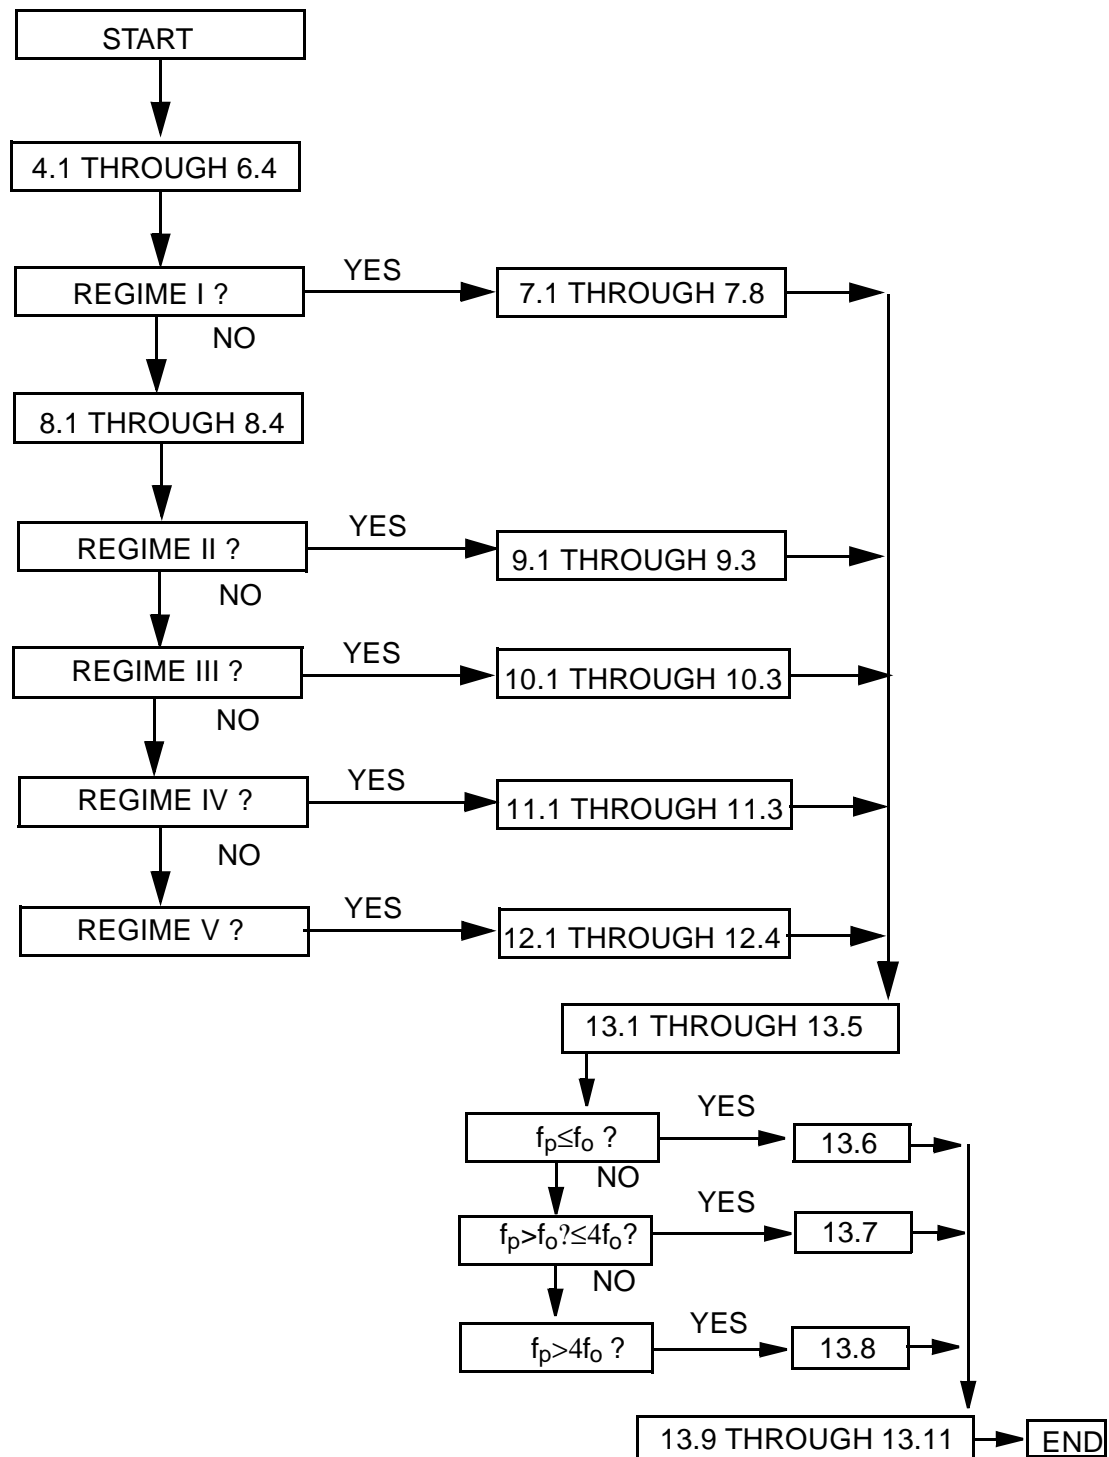 START
4.1 THROUGH 6.4
REGIME I ?
YES
7.1 THROUGH 7.8
NO
8.1 THROUGH 8.4
REGIME II ?
YES
9.1 THROUGH 9.3
NO
REGIME III ?
YES
10.1 THROUGH 10.3
NO
REGIME IV ?
YES
11.1 THROUGH 11.3
NO
REGIME V ?
YES
12.1 THROUGH 12.4
13.1 THROUGH 13.5
fp≤fo ?
YES
13.6
NO
fp>fo?≤4fo?
YES
13.7
NO
fp>4fo ?
YES
13.8
13.9 THROUGH 13.11
END